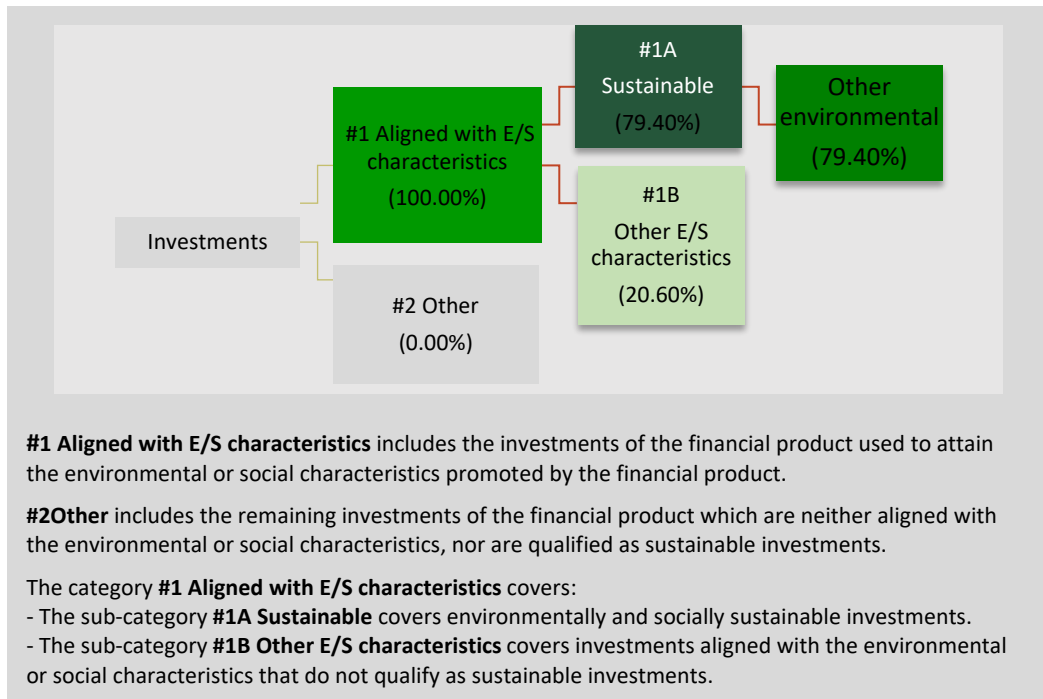 #1A
Sustainable
(79.40%)
Other
environmental
(79.40%)
#1 Aligned with E/S
characteristics
(100.00%)
#1B
Other E/S
characteristics
(20.60%)
Investments
#2 Other
(0.00%)
#1 Aligned with E/S characteristics includes the investments of the financial product used to attain
the environmental or social characteristics promoted by the financial product.
#2Other includes the remaining investments of the financial product which are neither aligned with
the environmental or social characteristics, nor are qualified as sustainable investments.
The category #1 Aligned with E/S characteristics covers:
- The sub-category #1A Sustainable covers environmentally and socially sustainable investments.
- The sub-category #1B Other E/S characteristics covers investments aligned with the environmental
or social characteristics that do not qualify as sustainable investments.